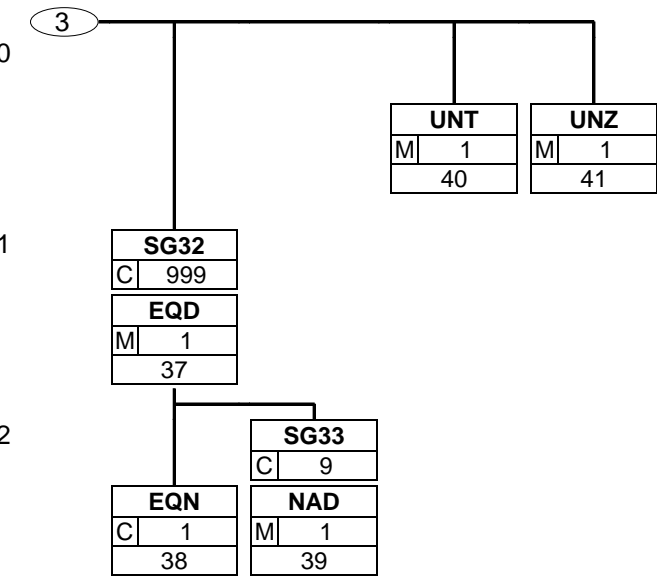 3
0
UNT UNZ
M 1 M 1
40 41
1
SG32
C 999
EQD
M 1
37
2
SG33
C 9
EQN NAD
C 1 M 1
38 39